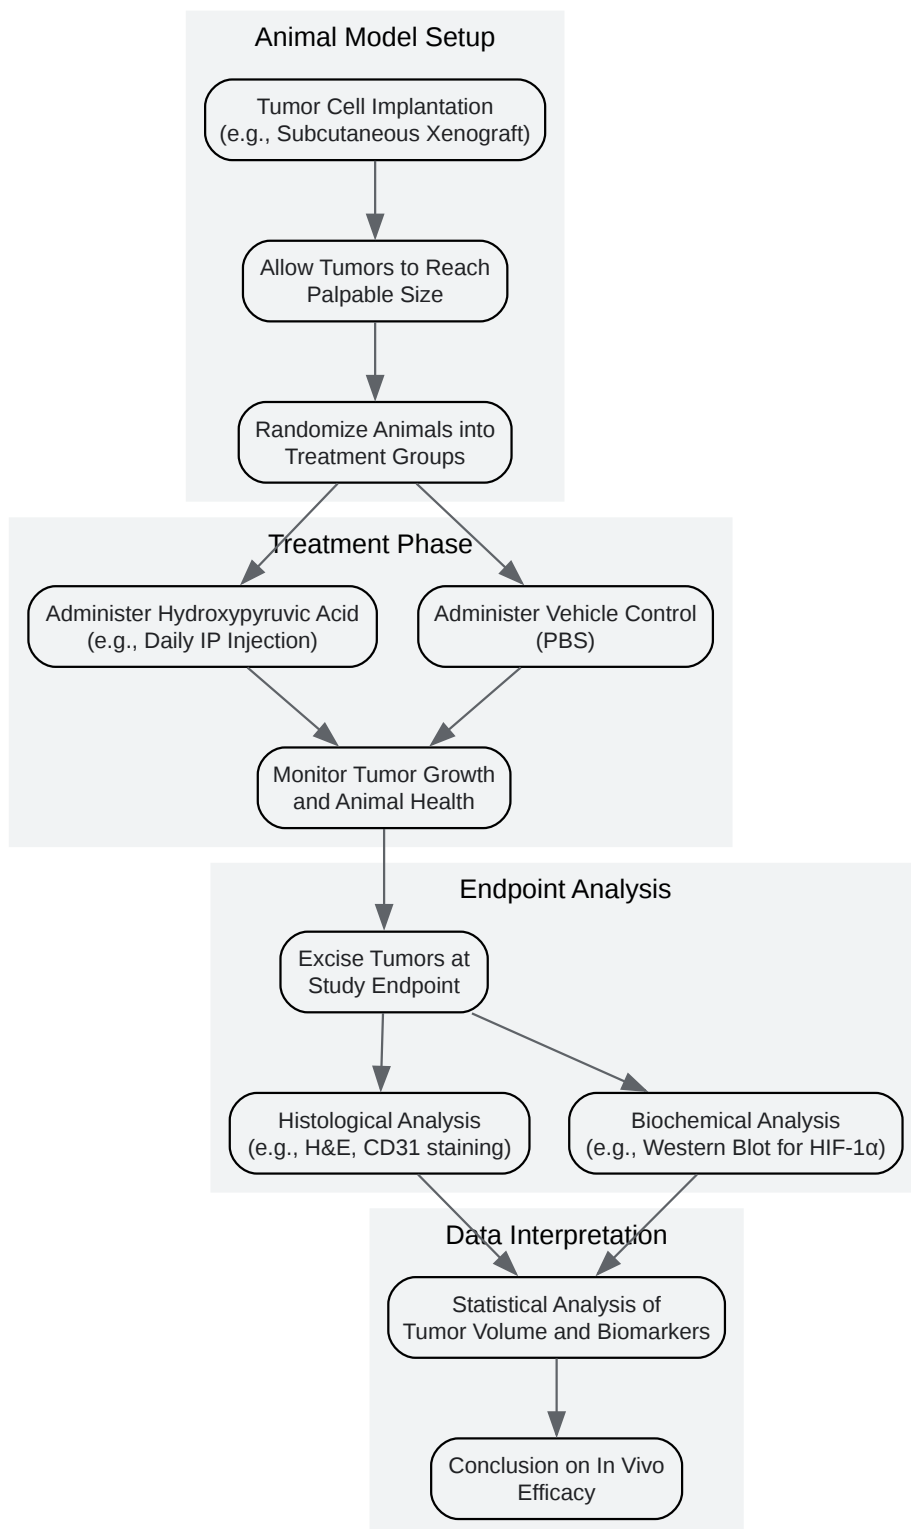 Animal Model Setup
Tumor Cell Implantation
(e.g., Subcutaneous Xenograft)
Allow Tumors to Reach
Palpable Size
Randomize Animals into
Treatment Groups
Treatment Phase
Administer Hydroxypyruvic Acid
(e.g., Daily IP Injection)
Administer Vehicle Control
(PBS)
Monitor Tumor Growth
and Animal Health
Endpoint Analysis
Excise Tumors at
Study Endpoint
Histological Analysis
(e.g., H&E, CD31 staining)
Biochemical Analysis
(e.g., Western Blot for HIF-1α)
Data Interpretation
Statistical Analysis of
Tumor Volume and Biomarkers
Conclusion on In Vivo
Efficacy